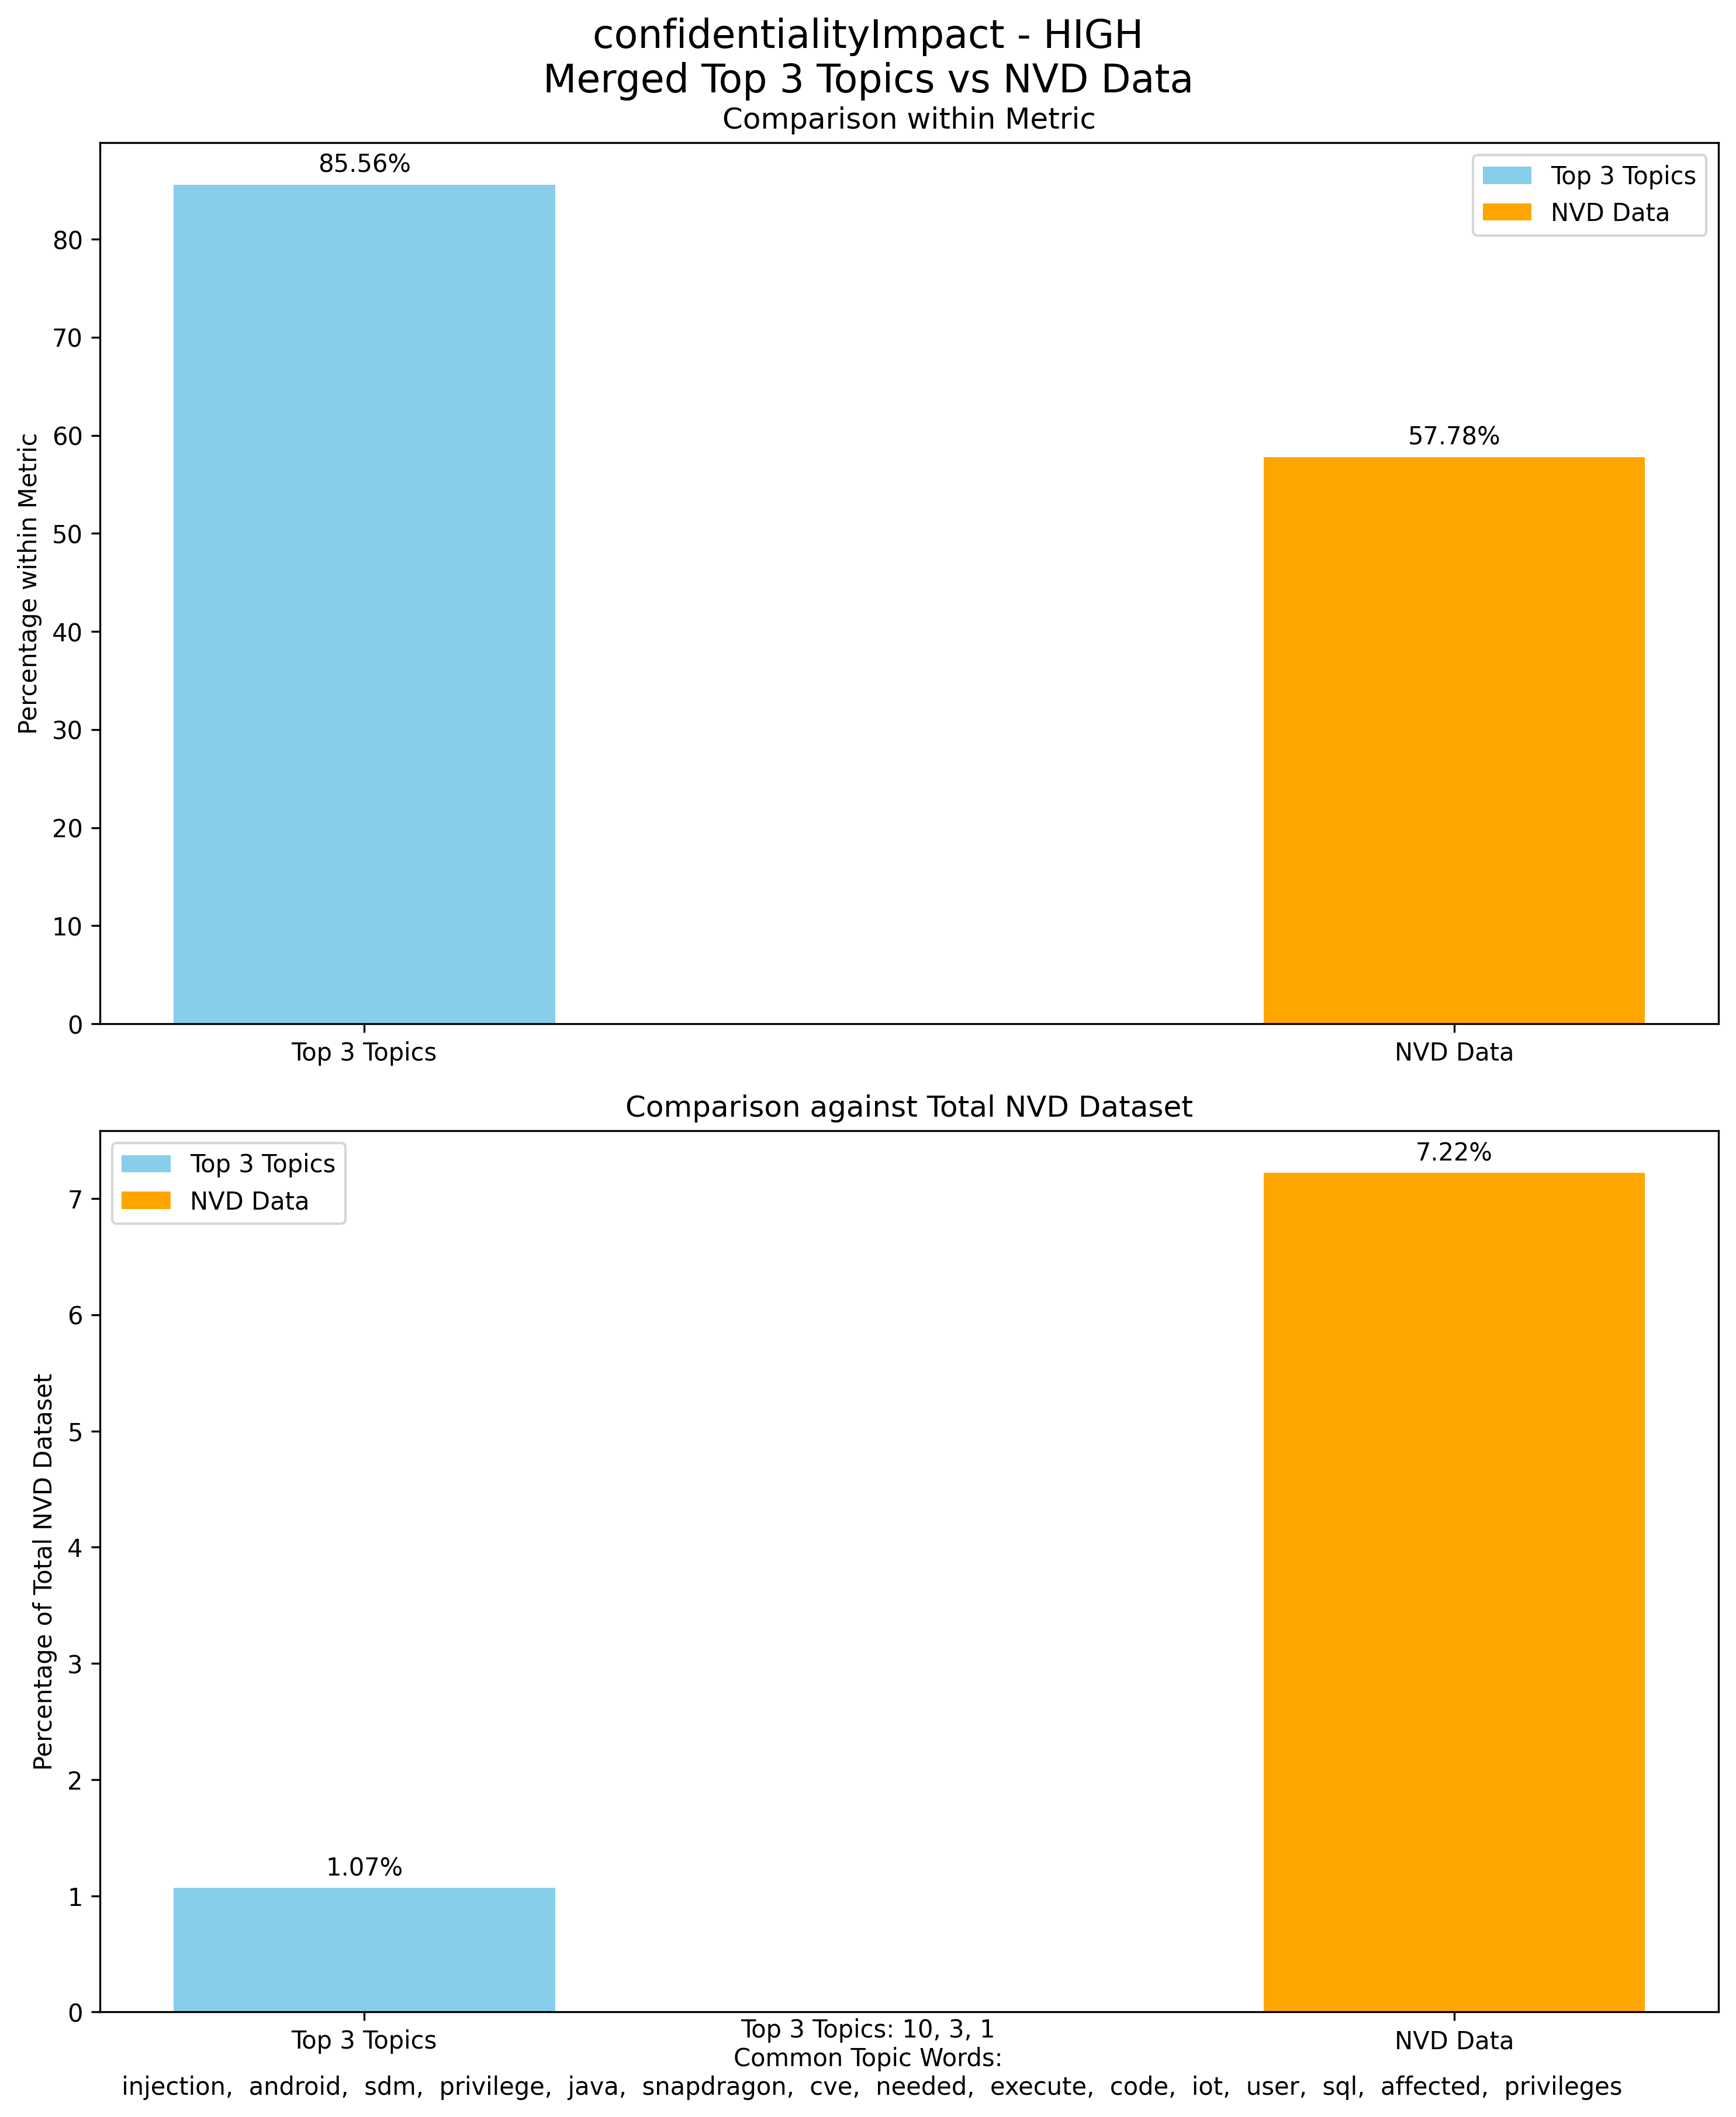 confidentialityImpact - HIGH
Merged Top 3 Topics vs NVD Data
Comparison within Metric
85.56%
Top 3 Topics
NVD Data
57.78%
Percentage within Metric
80
70
60
50
40
30
20
10
0
Top 3 Topics
NVD Data
Comparison against Total NVD Dataset
7.22%
Top 3 Topics
NVD Data
Percentage of Total NVD Dataset
7
6
5
4
3
2
1
0
1.07%
Top 3 Topics
NVD Data
Top 3 Topics: 10, 3, 1
Common Topic Words:
injection, android, sdm, privilege, java, snapdragon, cve, needed, execute, code, iot, user, sql, affected, privileges